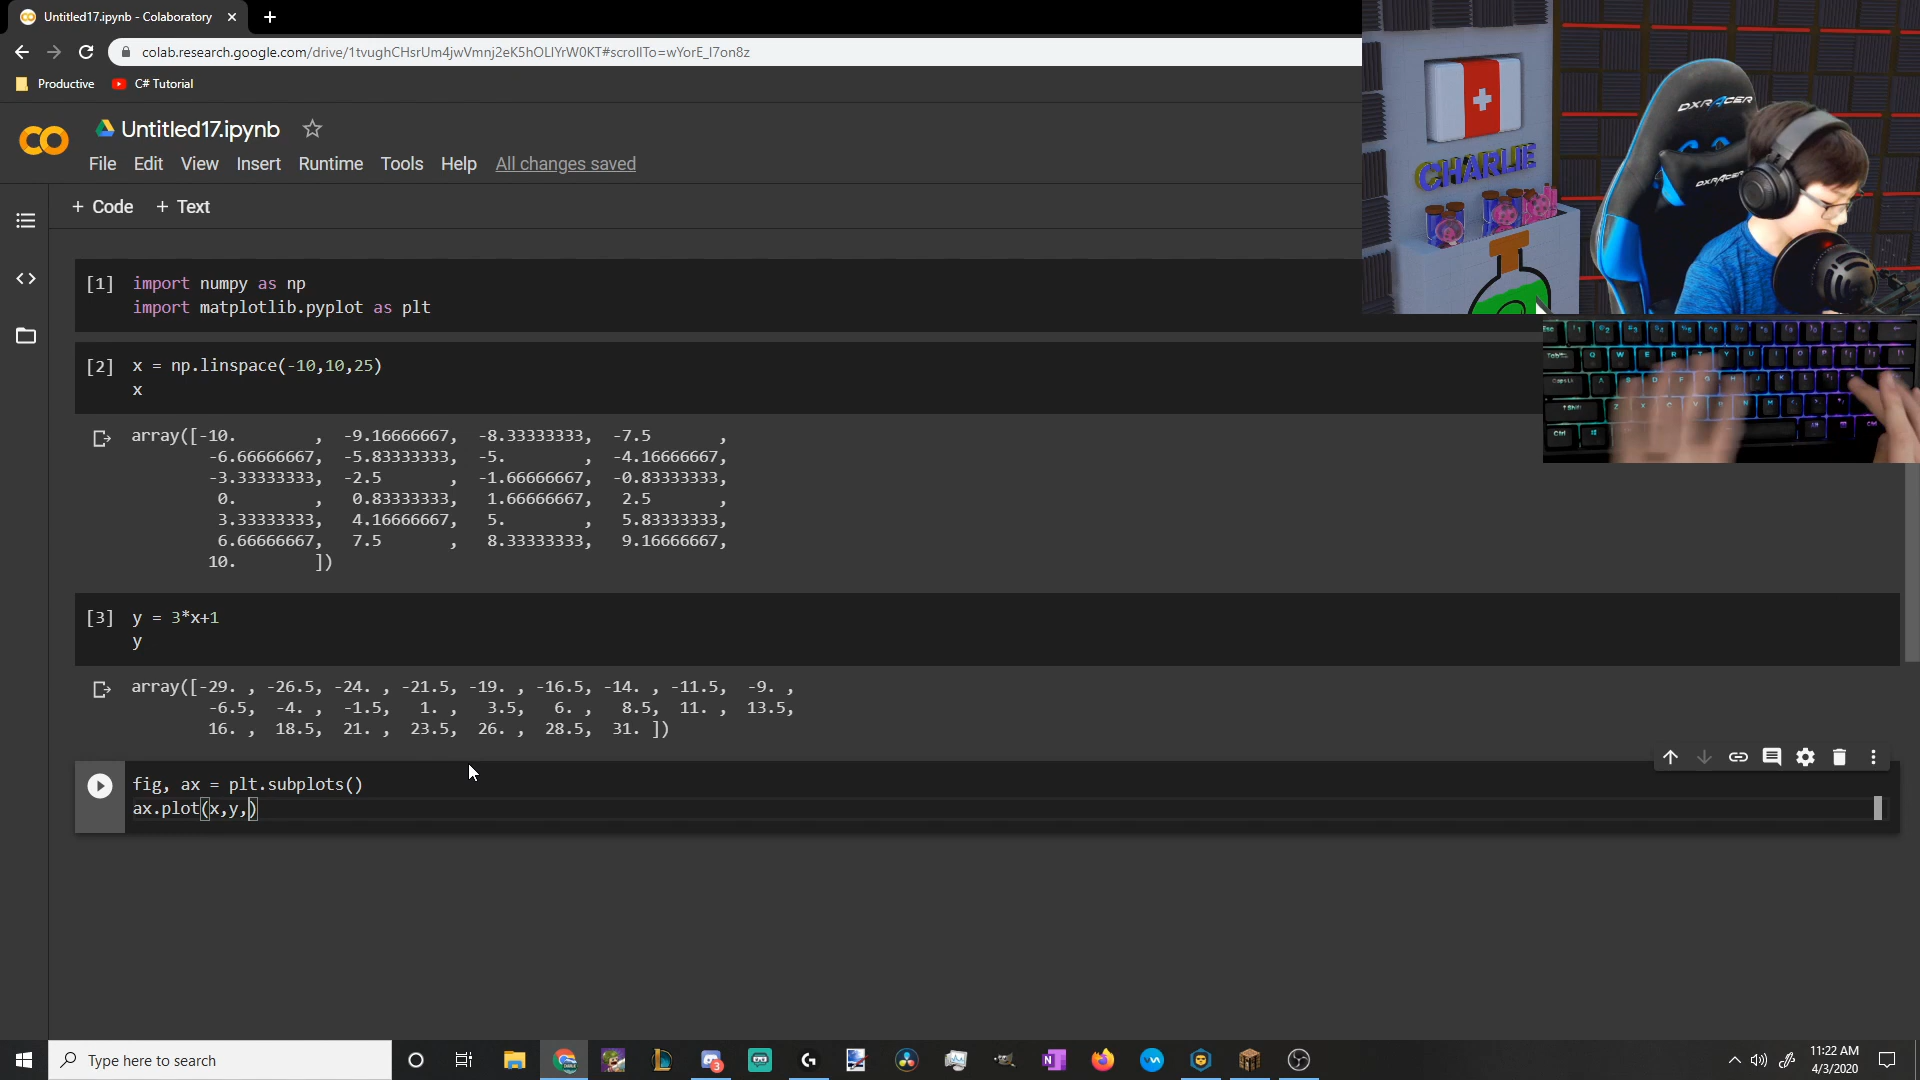 Untitled17.ipynb - Colaboratory
colab.research.google.com/drive/1tvughCHsrUm4jwVmnj2eK5hOLIYrW0KT#scrollTo=wYorE_I7on8z
Productive C# Tutorial
Untitled17.ipynb
File Edit View Insert Runtime Tools Help All changes saved
+ Code + Text
[1] import numpy as np
import matplotlib.pyplot as plt
[2] x = np.linspace(-10,10,25)
x
array([-10. , -9.16666667, -8.33333333, -7.5 ,
-6.66666667, -5.83333333, -5. , -4.16666667,
-3.33333333, -2.5 , -1.66666667, -0.83333333,
0. , 0.83333333, 1.66666667, 2.5 ,
3.33333333, 4.16666667, 5. , 5.83333333,
6.66666667, 7.5 , 8.33333333, 9.16666667,
10. ])
[3] y = 3*x+1
y
array([-29. , -26.5, -24. , -21.5, -19. , -16.5, -14. , -11.5, -9. ,
-6.5, -4. , -1.5, 1. , 3.5, 6. , 8.5, 11. , 13.5,
16. , 18.5, 21. , 23.5, 26. , 28.5, 31. ])
fig, ax = plt.subplots()
ax.plot(x,y,)
CHARLIE
DXRACER
DXRACER
Type here to search
3
11:22 AM
4/3/2020